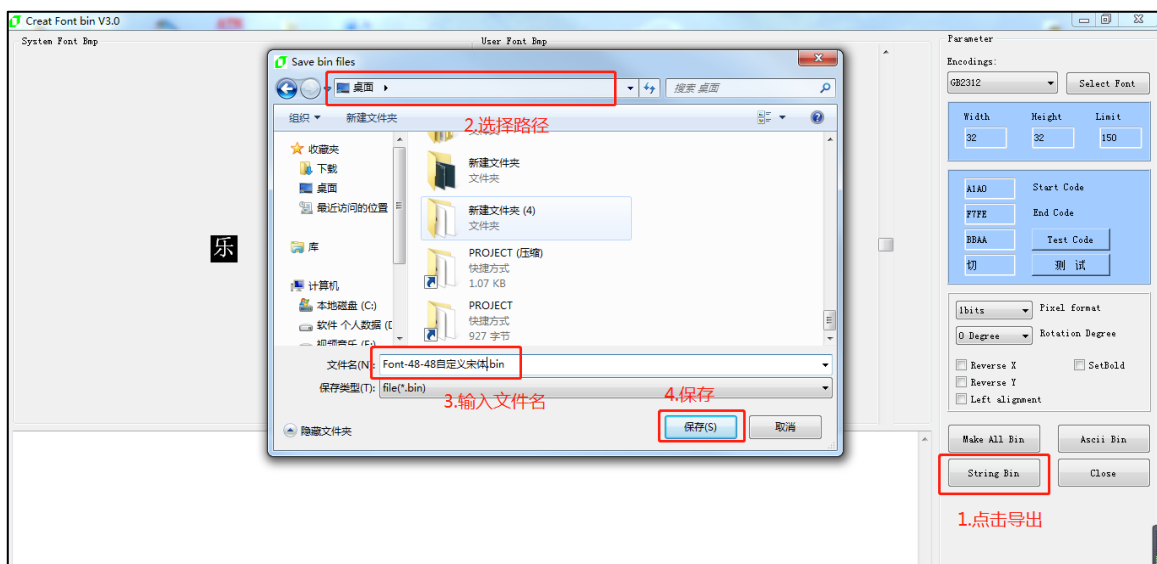 Creat Font bin V3.0
System Font Bmp
User Font Bmp
乐
Save bin files
桌面
搜索 桌面
组织
新建文件夹
2.选择路径
收藏夹
下载
桌面
最近访问的位置
库
计算机
本地磁盘 (C:)
软件 个人数据 (
新建文件夹
文件夹
新建文件夹 (4)
文件夹
PROJECT (压缩)
快捷方式
1.07 KB
PROJECT
快捷方式
927 字节
文件名(N):
Font-48-48自定义宋体.bin
保存类型(T):
file(*.bin)
3.输入文件名
4.保存
隐藏文件夹
保存(S)
取消
Parameter
Encodings:
GB2312
Select Font
Width Height Limit
32 32 150
A1A0 Start Code
F7FE End Code
BBAA Test Code
切 测 试
1bits Pixel format
0 Degree Rotation Degree
Reverse X SetBold
Reverse Y
Left alignment
Make All Bin Ascii Bin
String Bin Close
1.点击导出